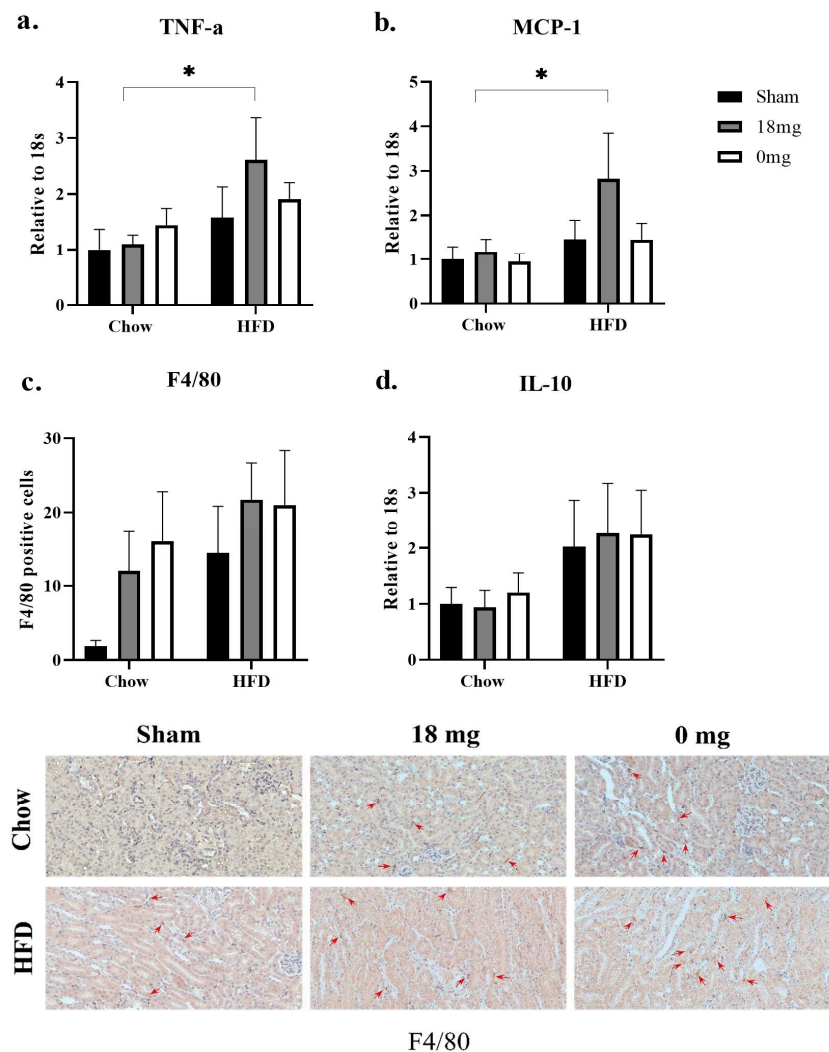 a.
TNF-a
*
Relative to 18s
4
3
2
1
0
Chow
HFD
b.
MCP-1
*
Relative to 18s
5
4
3
2
1
0
Chow
HFD
Sham
18mg
0mg
c.
F4/80
F4/80 positive cells
30
20
10
0
Chow
HFD
d.
IL-10
Relative to 18s
4
3
2
1
0
Chow
HFD
Sham
18 mg
0 mg
Chow
HFD
F4/80